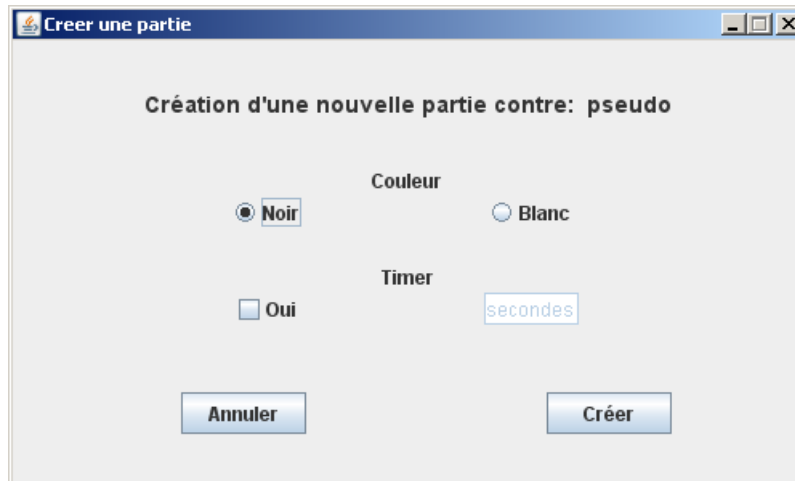 Creer une partie
Création d'une nouvelle partie contre: pseudo
Couleur
Noir Blanc
Timer
Oui secondes
Annuler Créer